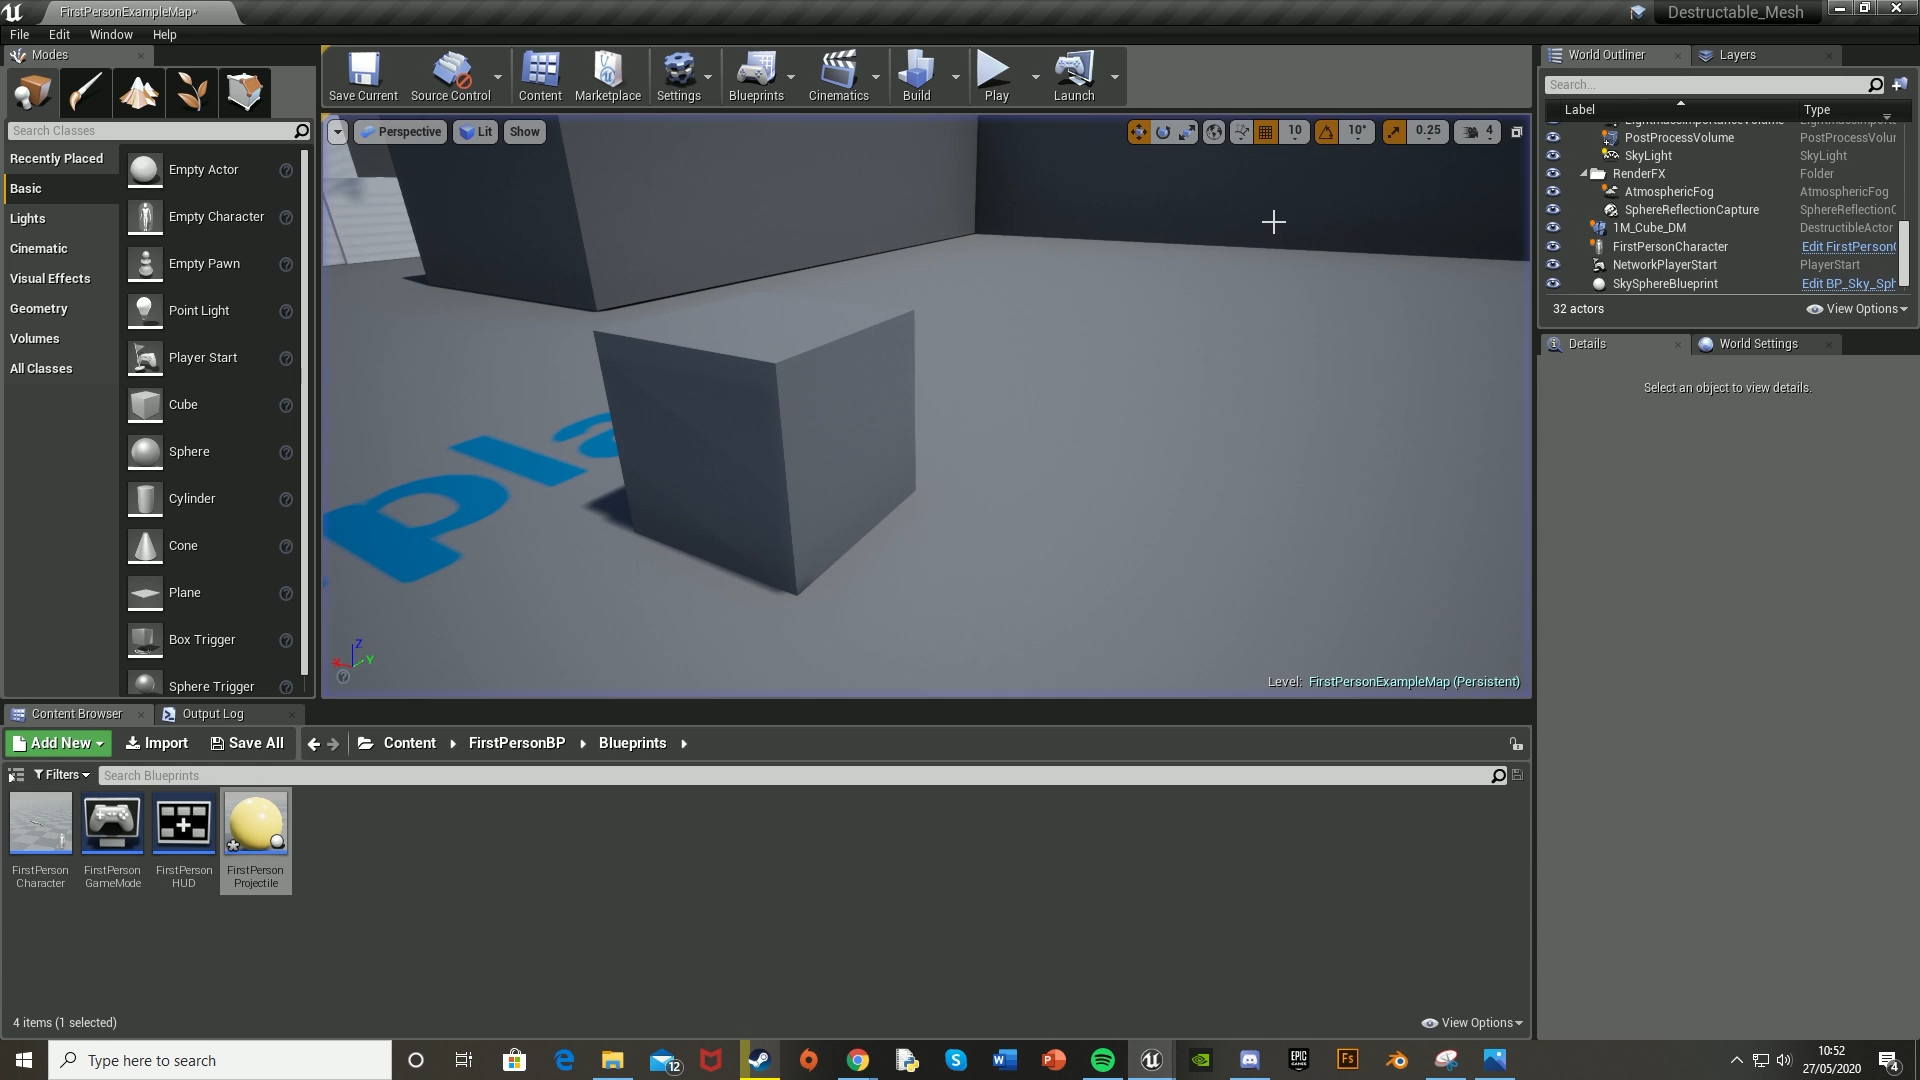 FirstPersonExampleMap*
Destructable_Mesh
File Edit Window Help
Modes
Search Classes
Recently Placed
Basic
Lights
Cinematic
Visual Effects
Geometry
Volumes
All Classes
Empty Actor
Empty Character
Empty Pawn
Point Light
Player Start
Cube
Sphere
Cylinder
Cone
Plane
Box Trigger
Sphere Trigger
Save Current Source Control Content Marketplace Settings Blueprints Cinematics Build Play Launch
Perspective Lit Show
10 10° 0.25 4
pla
Z
X Y
Level: FirstPersonExampleMap (Persistent)
World Outliner Layers
Search...
Label Type
PostProcessVolume PostProcessVolu
SkyLight SkyLight
RenderFX Folder
AtmosphericFog AtmosphericFog
SphereReflectionCapture SphereReflectionC
1M_Cube_DM DestructibleActor
FirstPersonCharacter Edit FirstPerson
NetworkPlayerStart PlayerStart
SkySphereBlueprint Edit BP_Sky_Sph
32 actors View Options
Details World Settings
Select an object to view details.
Content Browser Output Log
Add New Import Save All Content FirstPersonBP Blueprints
Filters Search Blueprints
FirstPerson Character
FirstPerson GameMode
FirstPerson HUD
FirstPerson Projectile
4 items (1 selected) View Options
Type here to search
12
EPIC GAMES
Fs
10:52
27/05/2020
4